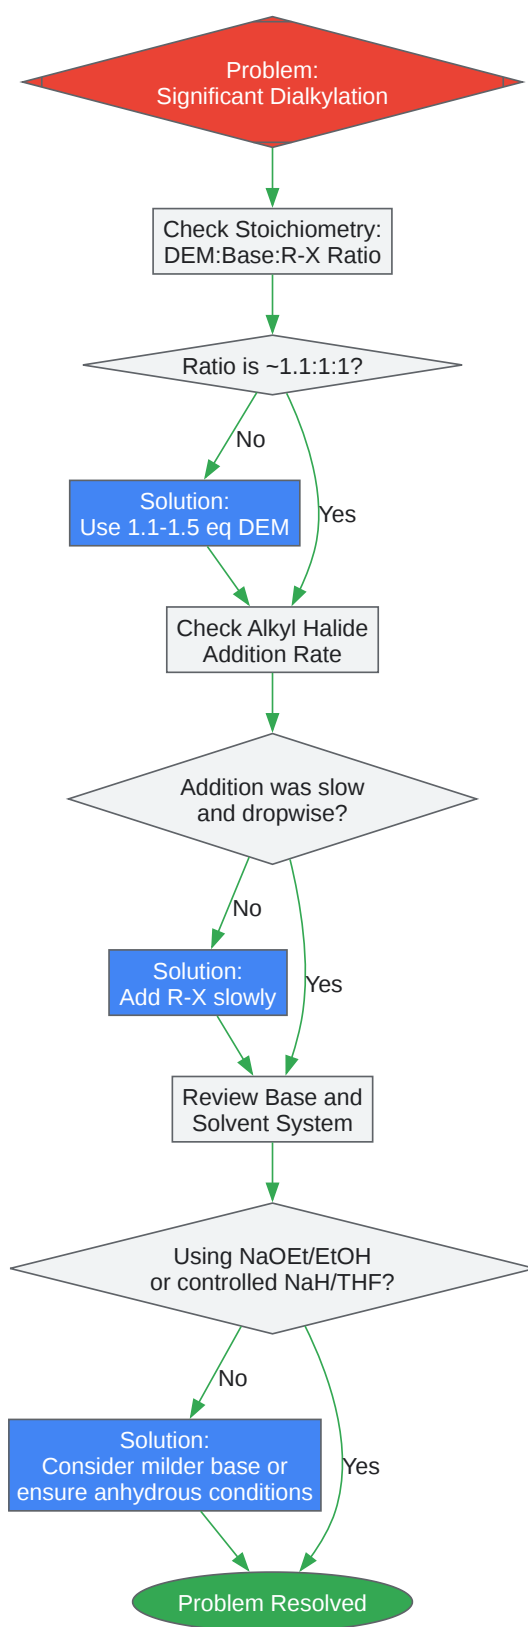 Problem:
Significant Dialkylation
Check Stoichiometry:
DEM:Base:R-X Ratio
Ratio is ~1.1:1:1?
No
Solution:
Use 1.1-1.5 eq DEM
Yes
Check Alkyl Halide
Addition Rate
Addition was slow
and dropwise?
No
Solution:
Add R-X slowly
Yes
Review Base and
Solvent System
Using NaOEt/EtOH
or controlled NaH/THF?
No
Solution:
Consider milder base or
ensure anhydrous conditions
Yes
Problem Resolved